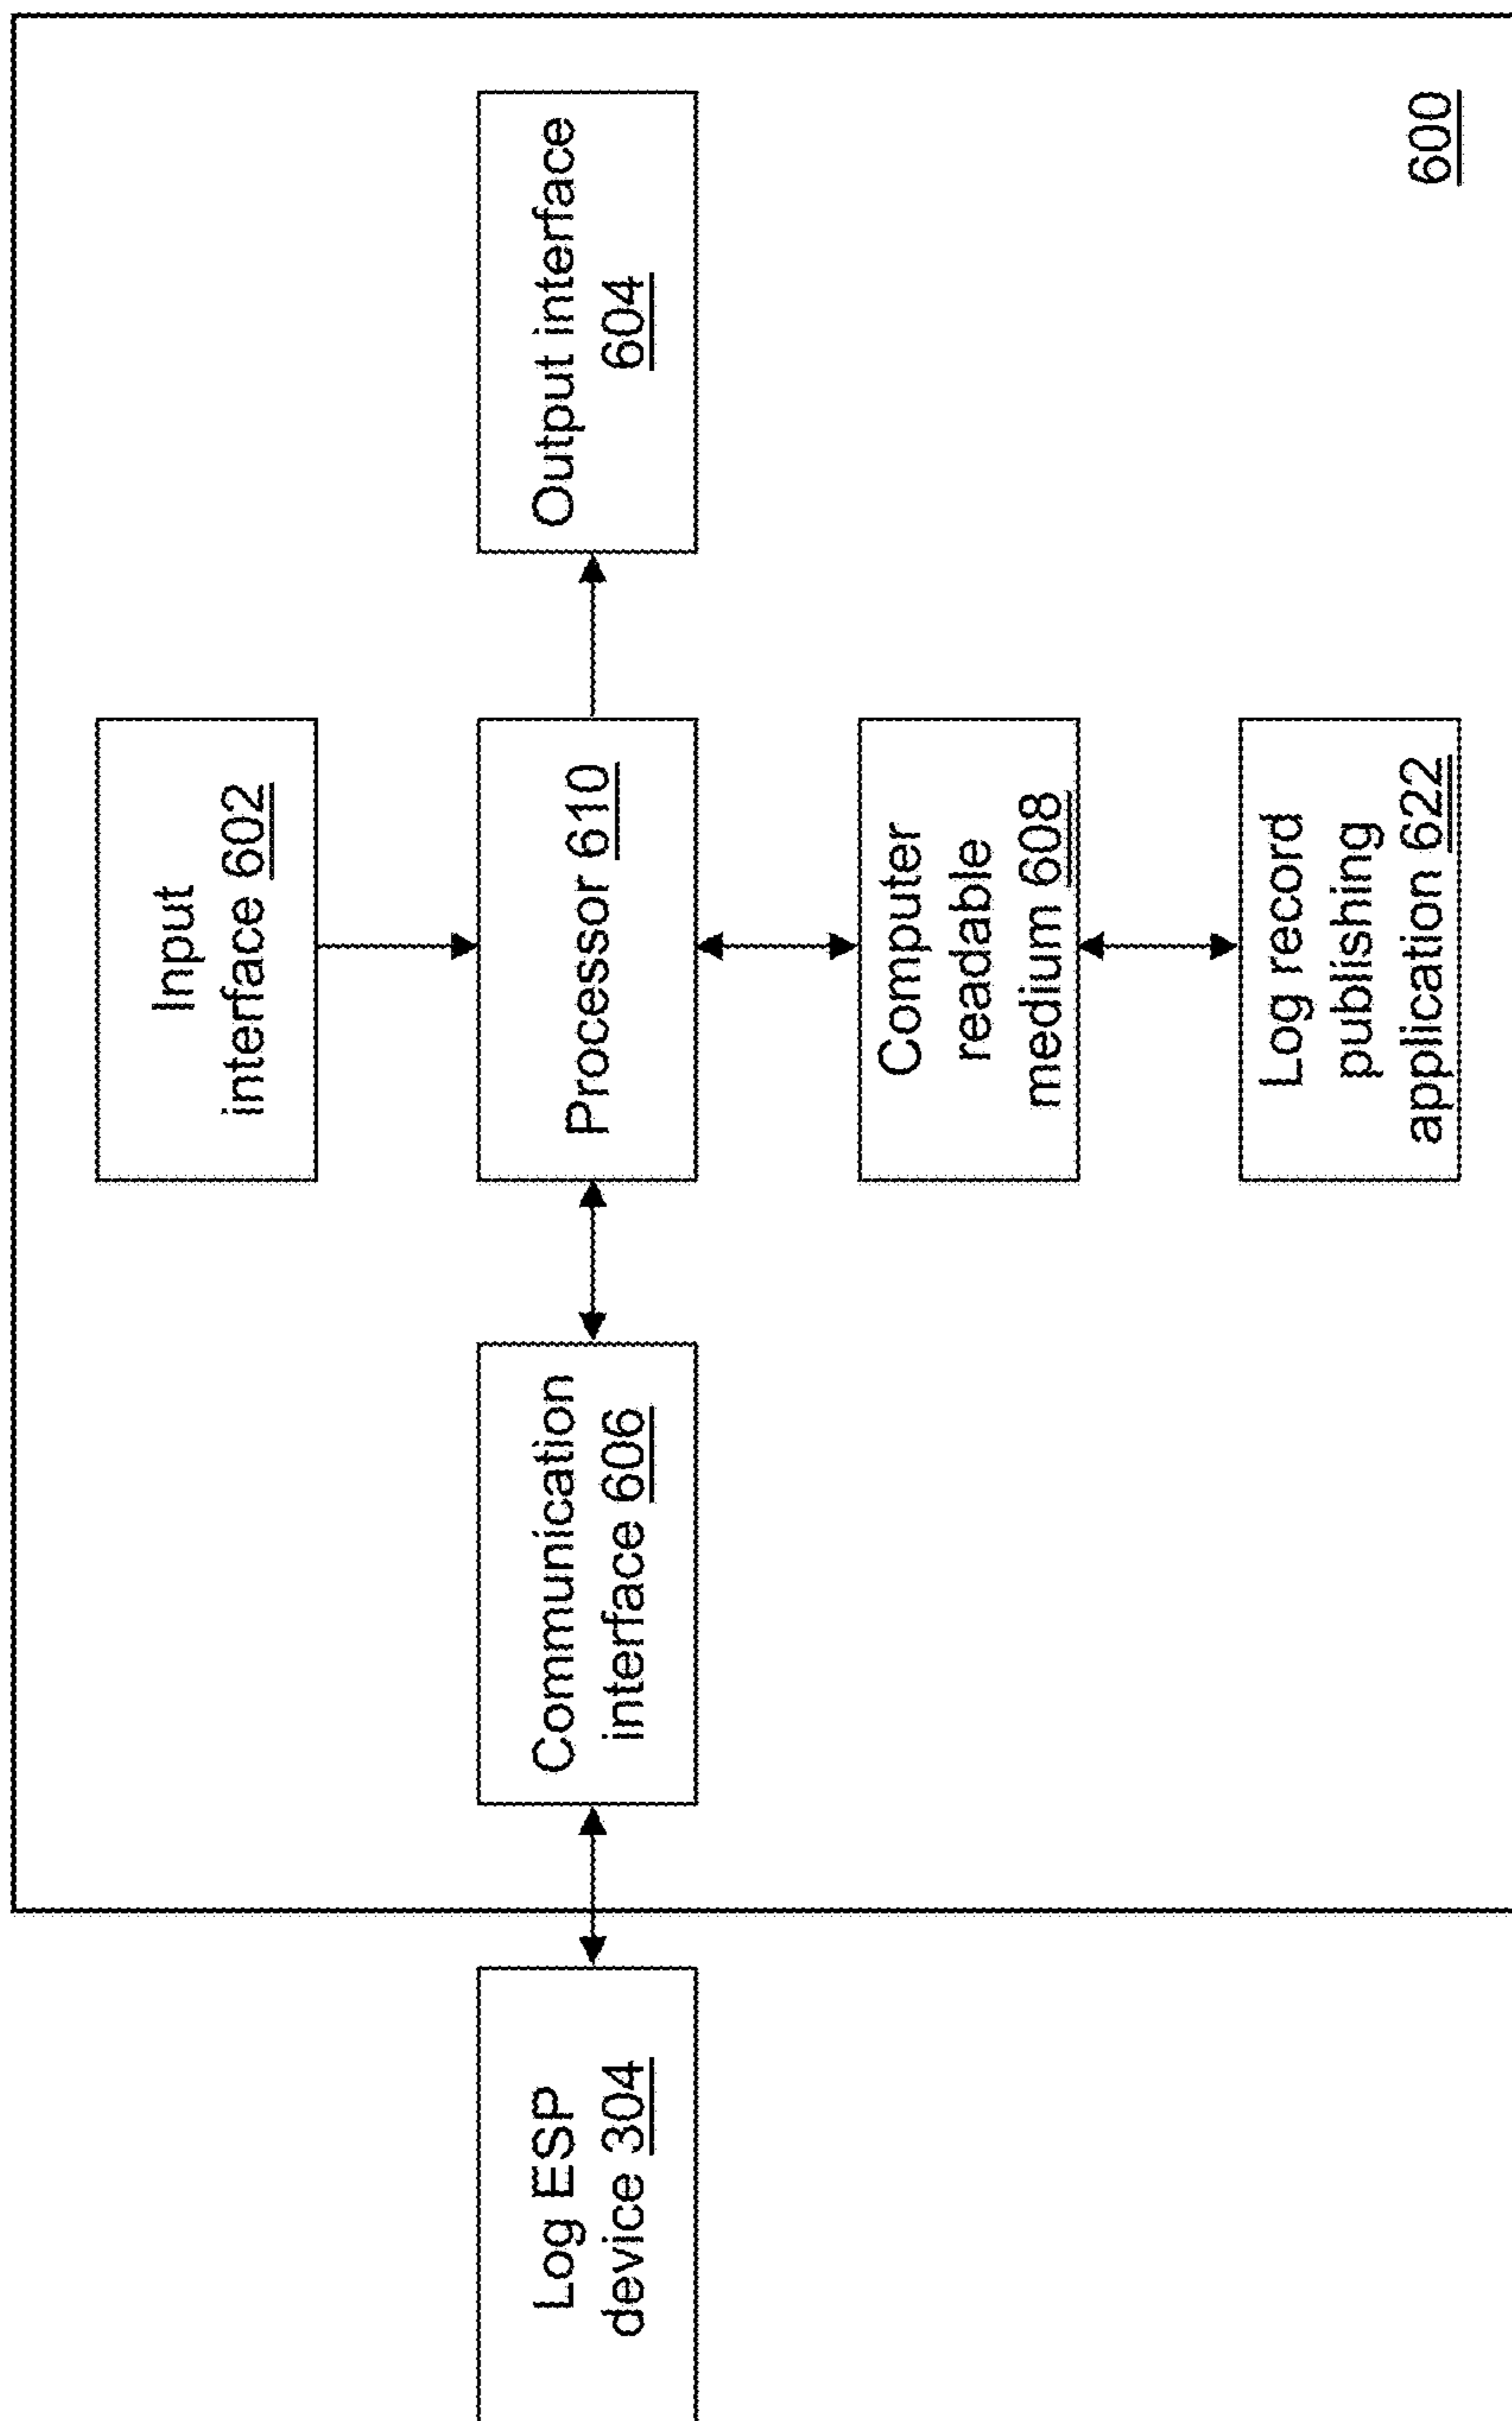 Input
interface 602
Log ESP
device 304
Communication
interface 606
Processor 610
Output interface
604
Computer
readable
medium 608
Log record
publishing
application 622
600